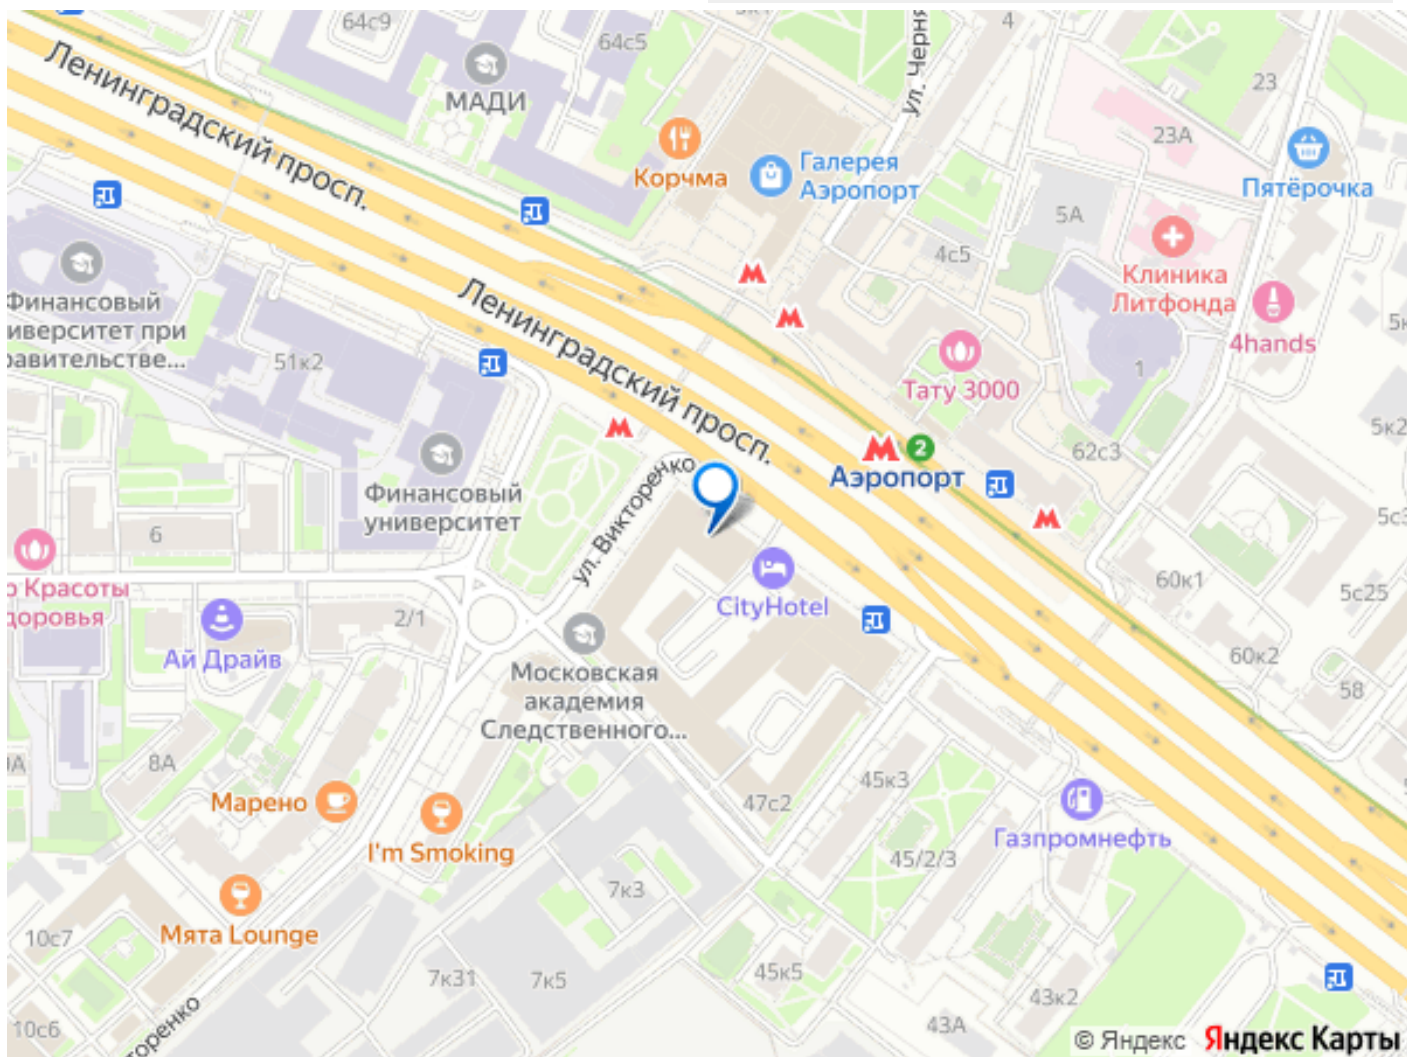 64с9
64с5
МАДИ
4
ул. Черня
23
23А
Ленинградский просп.
Корчма
Галерея
Аэропорт
Пятёрочка
5А
4с5
Клиника
Литфонда
4hands
Финансовый
иверситет при
равительстве...
51к2
Ленинградский просп.
Тату 3000
1
5к2
62с3
2
Аэропорт
Финансовый
университет
ул. Викторенко
6
60к1
5с25
о Красоты
доровья
Ай Драйв
2/1
CityHotel
Московская
академия
Следственного...
60к2
58
8А
45к3
47с2
Марено
I'm Smoking
Газпромнефть
45/2/3
7к3
Мята Lounge
10с7
7к31
7к5
45к5
43к2
43А
10с6
торенко
© Яндекс Яндекс Карты